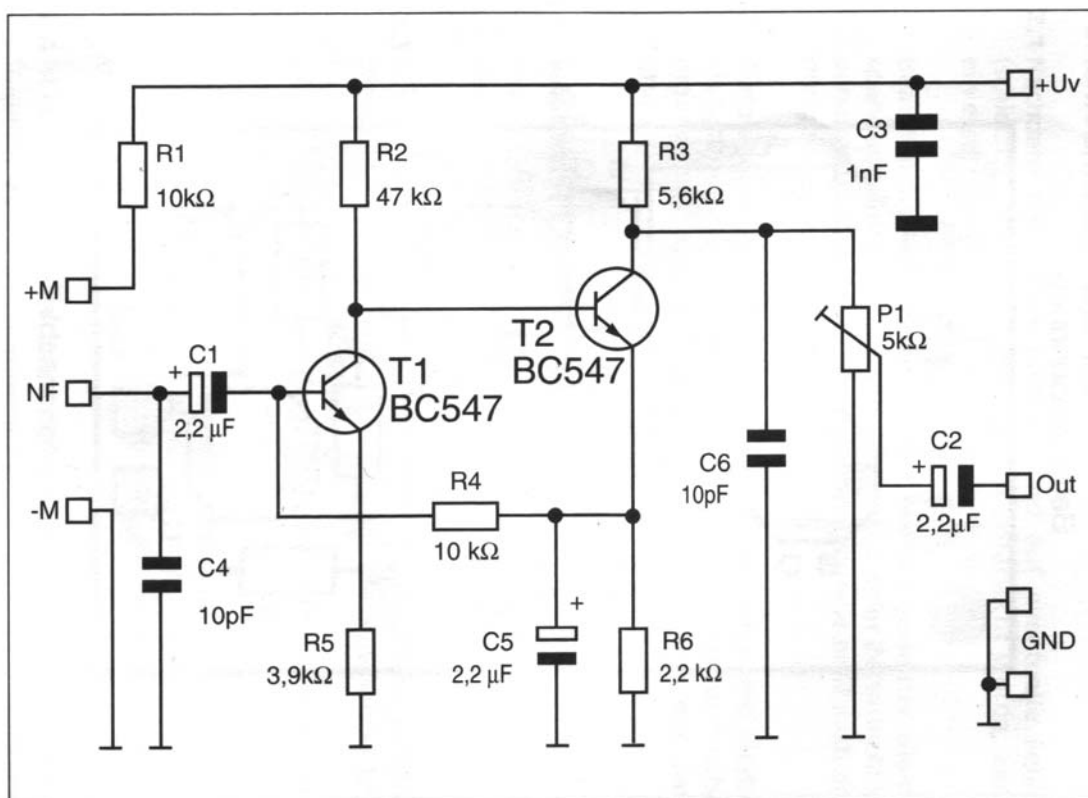 +Uv
R1
10kΩ
R2
47 kΩ
R3
5,6kΩ
C3
1nF
+M
NF
-M
C1
+
2,2 µF
T1
BC547
T2
BC547
P1
5kΩ
C4
10pF
R4
10 kΩ
C6
10pF
C2
+
2,2µF
Out
R5
3,9kΩ
C5
+
2,2 µF
R6
2,2 kΩ
GND